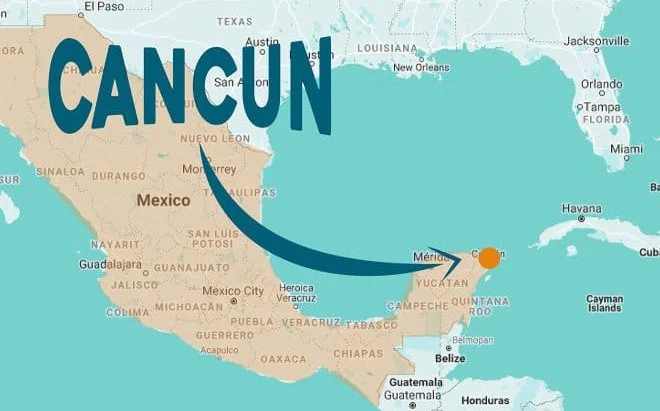 El Paso
TEXAS
Jacksonville
Austin
LOUISIANA
CANCUN
New Orleans
San
Orlando
Tampa
FLORIDA
NUEVO LEON
Miami
Monterrey
SINALOA
DURANGO
TAMAULIPAS
Mexico
Havana
SAN LUIS
POTOSI
NAYARIT
Mérida
Guadalajara
GUANAJUATO
Cuba
JALISCO
YUCATAN
Mexico City
Heroica
Veracruz
CAMPECHE
QUINTANA
ROO
Cayman
Islands
COLIMA
MICHOACÁN
PUEBLA
VERACRUZ
TABASCO
GUERRERO
Belmopan
Acapulco
OAXACA
CHIAPAS
Belize
Guatemala
Guatemala
Honduras